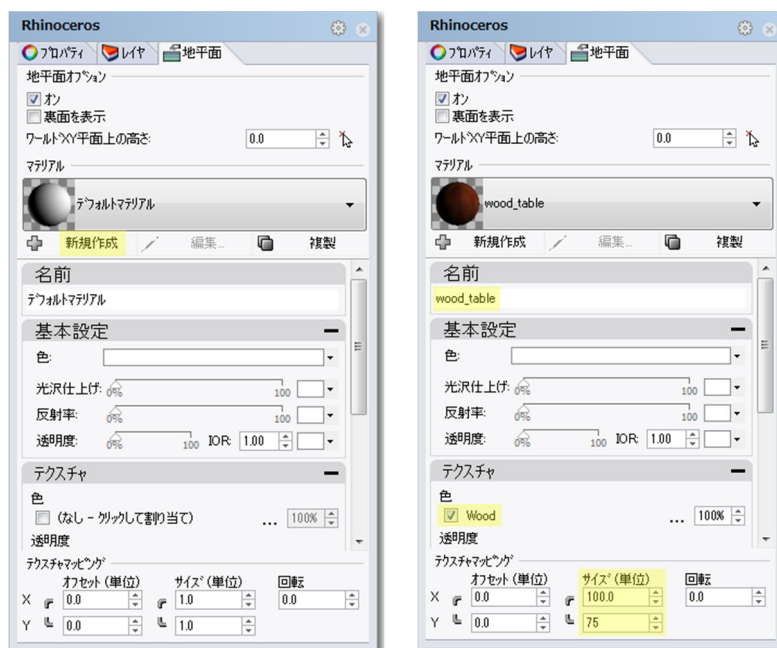 Rhinoceros
プロパティ レイヤ 地平面
地平面オプション
オン
裏面を表示
ワールドXY平面上の高さ: 0.0
マテリアル
デフォルトマテリアル
新規作成 編集... 複製
名前
デフォルトマテリアル
基本設定
色:
光沢仕上げ: 0% 100
反射率: 0% 100
透明度: 0% 100 IOR: 1.00
テクスチャ
色
(なし - クリックして割り当て) ... 100%
透明度
テクスチャマッピング
オフセット (単位) サイズ (単位) 回転
X 0.0 1.0 0.0
Y 0.0 1.0
Rhinoceros
プロパティ レイヤ 地平面
地平面オプション
オン
裏面を表示
ワールドXY平面上の高さ: 0.0
マテリアル
wood_table
新規作成 編集... 複製
名前
wood_table
基本設定
色:
光沢仕上げ: 0% 100
反射率: 0% 100
透明度: 0% 100 IOR: 1.00
テクスチャ
色
Wood ... 100%
透明度
テクスチャマッピング
オフセット (単位) サイズ (単位) 回転
X 0.0 100.0 0.0
Y 0.0 75